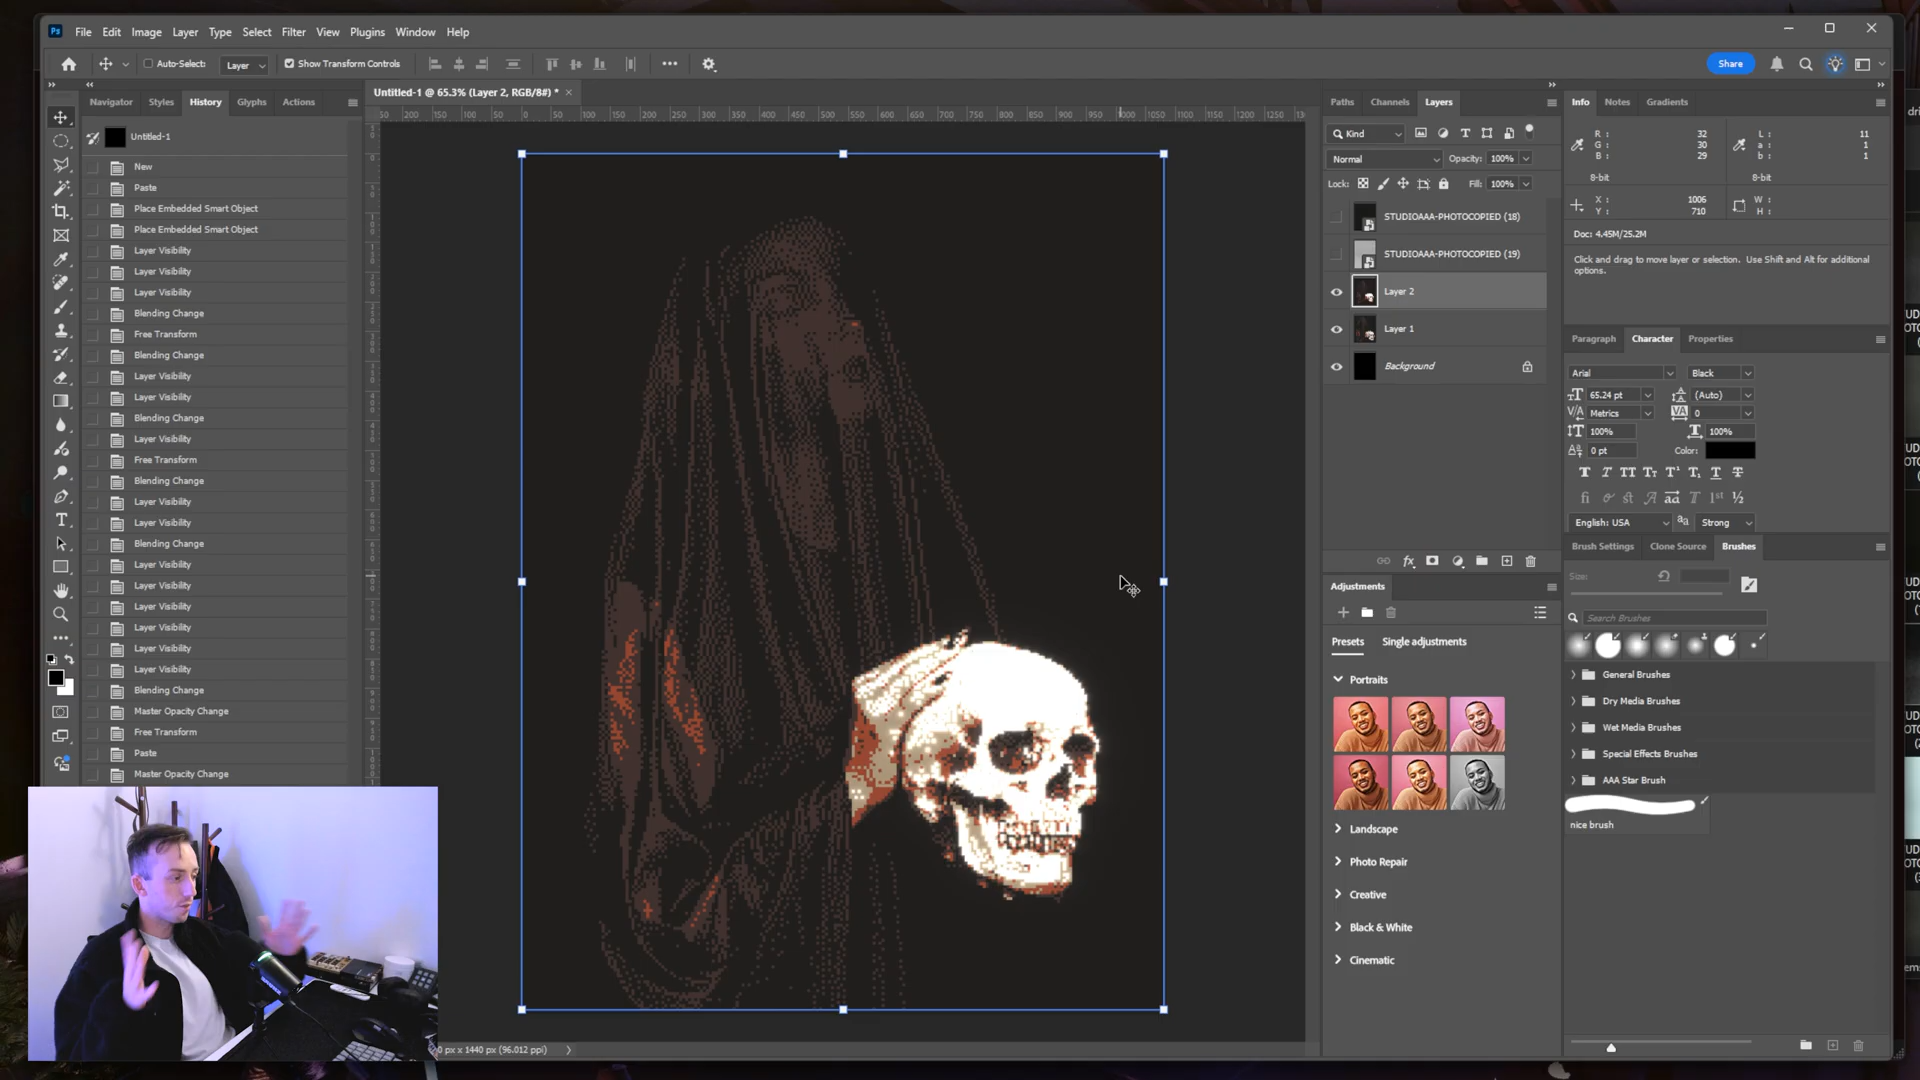 Ps File Edit Image Layer Type Select Filter View Plugins Window Help
Auto-Select: Layer Show Transform Controls Share
Navigator Styles History Glyphs Actions
Untitled-1 @ 65.3% (Layer 2, RGB/8#) *
Untitled-1
New
Paste
Place Embedded Smart Object
Place Embedded Smart Object
Layer Visibility
Layer Visibility
Layer Visibility
Blending Change
Free Transform
Blending Change
Layer Visibility
Layer Visibility
Blending Change
Layer Visibility
Free Transform
Blending Change
Layer Visibility
Layer Visibility
Blending Change
Layer Visibility
Layer Visibility
Layer Visibility
Layer Visibility
Layer Visibility
Layer Visibility
Blending Change
Master Opacity Change
Free Transform
Paste
Master Opacity Change
0 px x 1440 px (96.012 ppi)
Paths Channels Layers
Kind
Normal Opacity: 100%
Lock: Fill: 100%
STUDIOAAA-PHOTOCOPIED (18)
STUDIOAAA-PHOTOCOPIED (19)
Layer 2
Layer 1
Background
Adjustments
Presets Single adjustments
Portraits
Landscape
Photo Repair
Creative
Black & White
Cinematic
Info Notes Gradients
R : 32 L : 11
G : 30 a : 1
B : 29 b : 1
8-bit 8-bit
X : 1006 W :
Y : 710 H :
Doc: 4.45M/25.2M
Click and drag to move layer or selection. Use Shift and Alt for additional
options.
Paragraph Character Properties
Arial Black
65.24 pt (Auto)
Metrics 0
100% 100%
0 pt Color:
English: USA Strong
Brush Settings Clone Source Brushes
Size:
Search Brushes
General Brushes
Dry Media Brushes
Wet Media Brushes
Special Effects Brushes
AAA Star Brush
nice brush